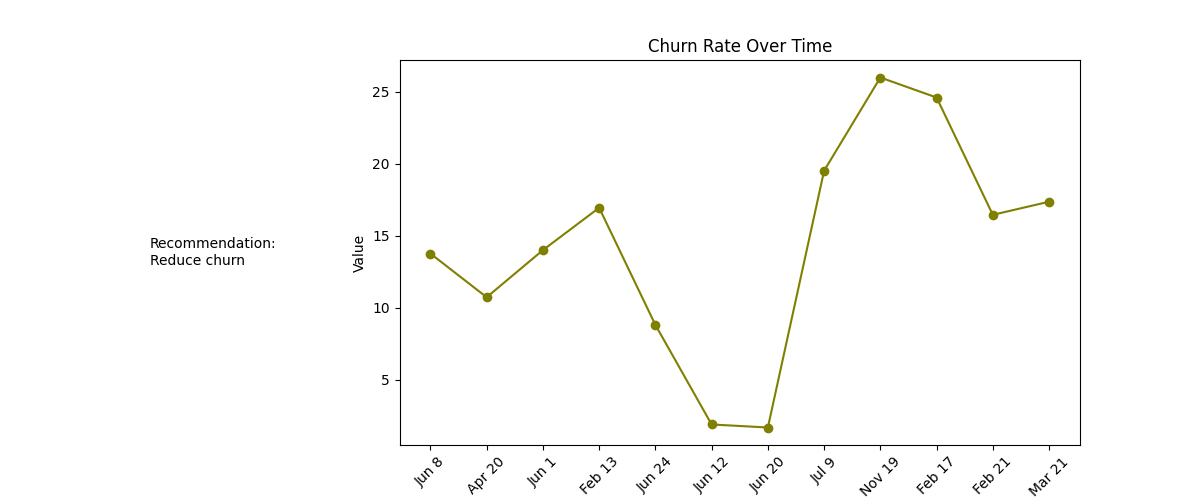 Churn Rate Over Time
Recommendation:
Reduce churn
Value
25
20
15
10
5
Jun 8
Apr 20
Jun 1
Feb 13
Jun 24
Jun 12
Jun 20
Jul 9
Nov 19
Feb 17
Feb 21
Mar 21